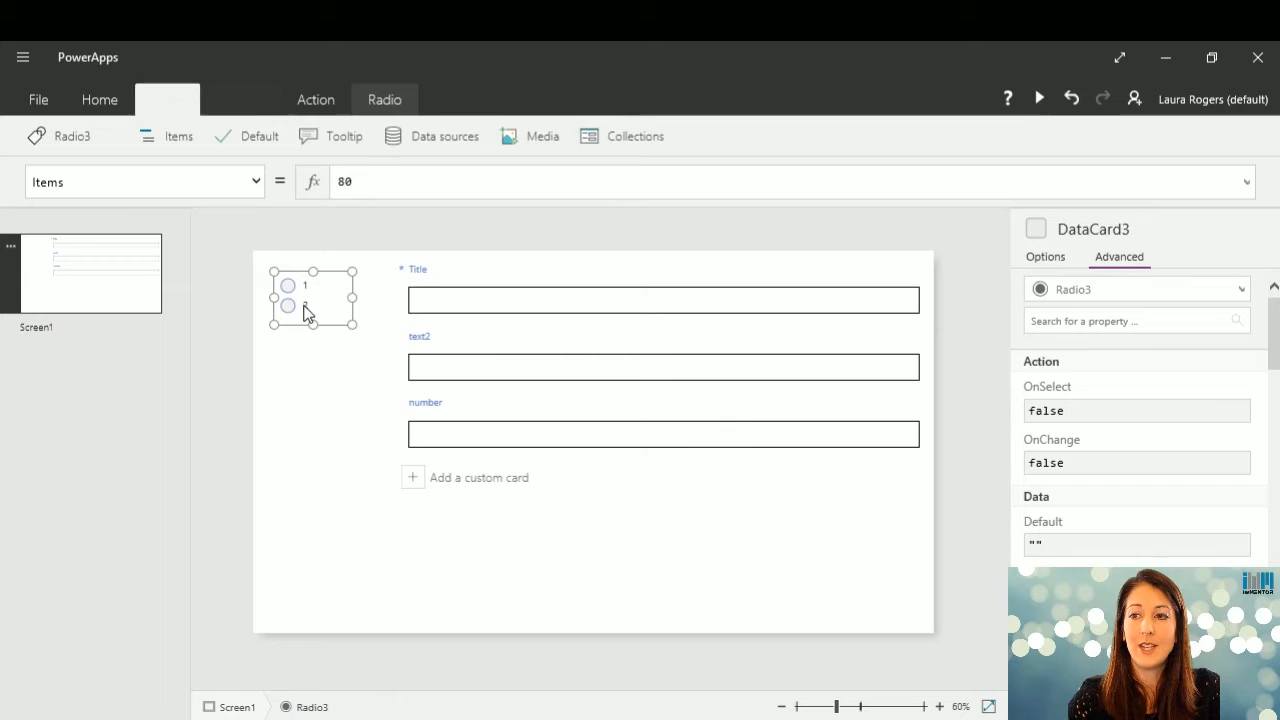 PowerApps
File
Home
Action
Radio
Laura Rogers (default)
Radio3
Items
Default
Tooltip
Data sources
Media
Collections
Items
=
fx
80
Screen1
1
* Title
text2
number
Add a custom card
DataCard3
Options
Advanced
Radio3
Search for a property ...
Action
OnSelect
false
OnChange
false
Data
Default
""
Screen1
Radio3
60%